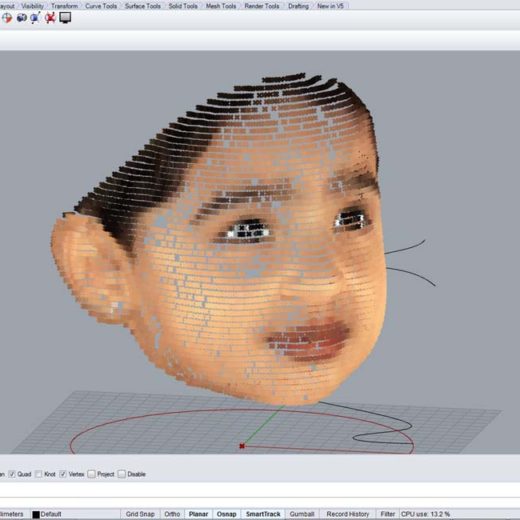 ayout Visibility Transform Curve Tools Surface Tools Solid Tools Mesh Tools Render Tools Drafting New in V5
an Quad Knot Vertex Project Disable
limeters Default Grid Snap Ortho Planar Osnap SmartTrack Gumball Record History Filter CPU use: 13.2 %